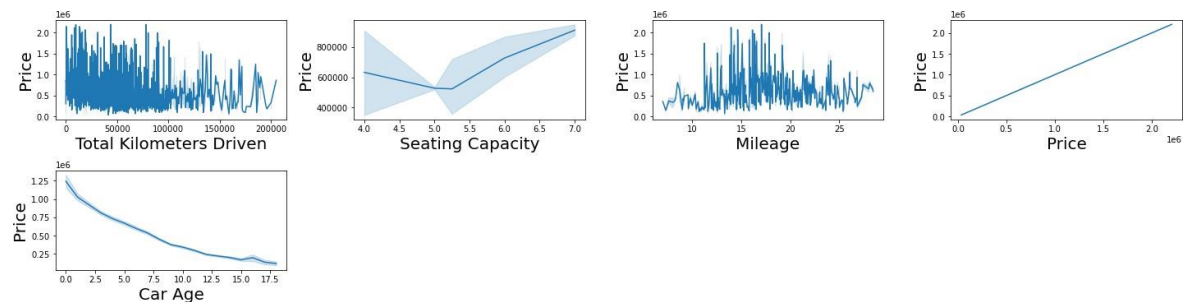 1e6
Price
2.0
1.5
1.0
0.5
0.0
0 50000 100000 150000 200000
Total Kilometers Driven
Price
800000
600000
400000
4.0 4.5 5.0 5.5 6.0 6.5 7.0
Seating Capacity
1e6
Price
2.0
1.5
1.0
0.5
0.0
10 15 20 25
Mileage
1e6
Price
2.0
1.5
1.0
0.5
0.0
0.0 0.5 1.0 1.5 2.0
1e6
Price
1e6
Price
1.25
1.00
0.75
0.50
0.25
0.0 2.5 5.0 7.5 10.0 12.5 15.0 17.5
Car Age